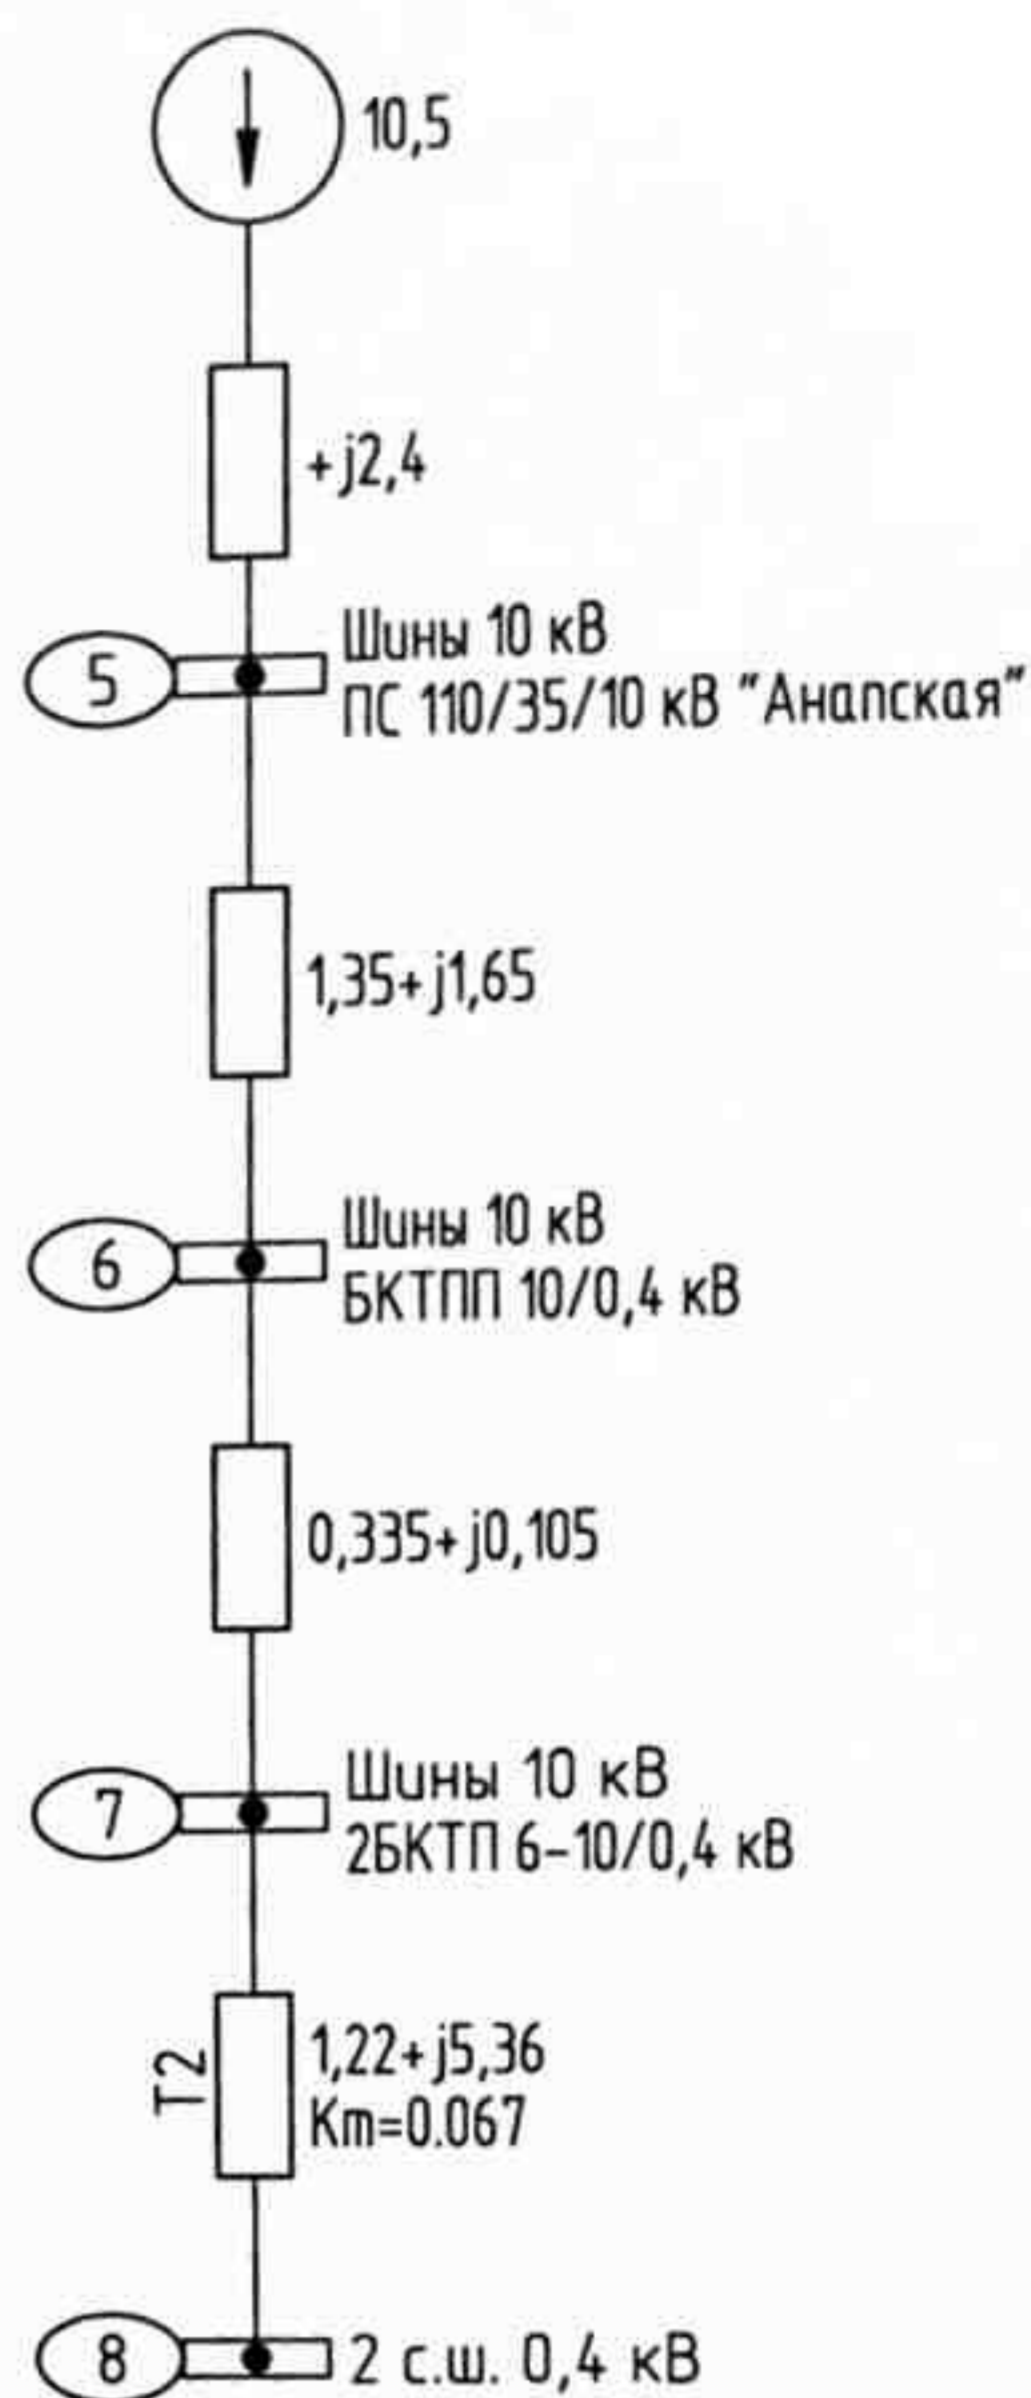 10,5
+j2,4
5
Шины 10 кВ
ПС 110/35/10 кВ "Анапская"
1,35+j1,65
6
Шины 10 кВ
БКТПП 10/0,4 кВ
0,335+j0,105
7
Шины 10 кВ
2БКТП 6-10/0,4 кВ
Т2
1,22+j5,36
Кт=0.067
8
2 с.ш. 0,4 кВ